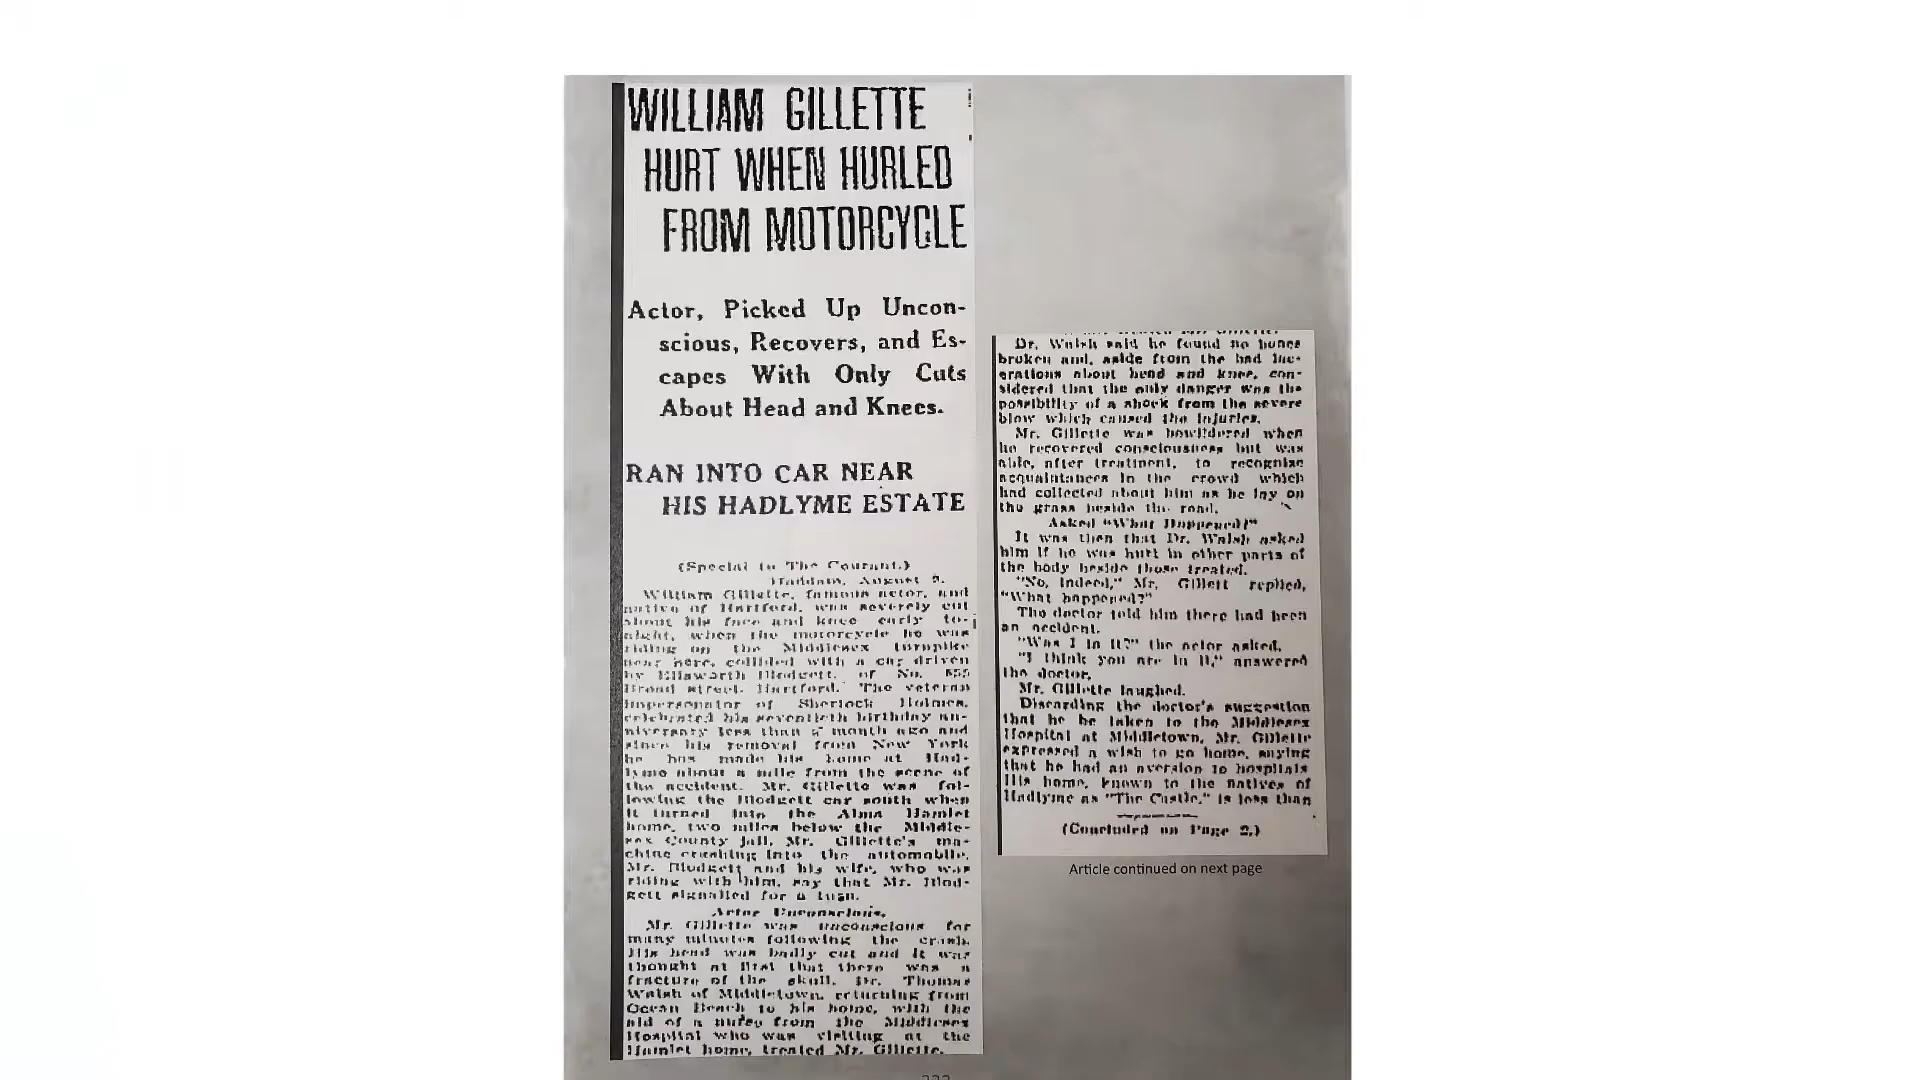 WILLIAM GILLETTE
HURT WHEN HURLED
FROM MOTORCYCLE
Actor, Picked Up Uncon-
scious, Recovers, and Es-
capes With Only Cuts
About Head and Knees.
RAN INTO CAR NEAR
HIS HADLYME ESTATE
(Special to The Courant.)
Haddam, August 9.
William Gillette, famous actor, and
native of Hartford, was severely cut
about his face and knee early to-
night, when the motorcycle he was
riding on the Middlesex turnpike
near here, collided with a car driven
by Ellsworth Blodgett, of No. 855
Broad street, Hartford. The veteran
impersonator of Sherlock Holmes,
celebrated his seventieth birthday an-
niversary less than a month ago and
since his removal from New York
he has made his home at Had-
lyme about a mile from the scene of
the accident. Mr. Gillette was fol-
lowing the Blodgett car south when
it turned into the Alma Hamlet
home, two miles below the Middle-
sex County jail, Mr. Gillette's ma-
chine crashing into the automobile.
Mr. Blodgett and his wife, who was
riding with him, say that Mr. Blod-
gett signalled for a turn.
Actor Unconscious.
Mr. Gillette was unconscious for
many minutes following the crash.
His head was badly cut and it was
thought at first that there was a
fracture of the skull. Dr. Thomas
Walsh of Middletown, returning from
Ocean Beach to his home, with the
aid of a nurse from the Middlesex
Hospital who was visiting at the
Hamlet home, treated Mr. Gillette.
Dr. Walsh said he found no bones
broken and, aside from the bad lac-
erations about head and knee, con-
sidered that the only danger was the
possibility of a shock from the severe
blow which caused the injuries.
Mr. Gillette was bewildered when
he recovered consciousness but was
able, after treatment, to recognize
acquaintances in the crowd which
had collected about him as he lay on
the grass beside the road.
Asked "What Happened?"
It was then that Dr. Walsh asked
him if he was hurt in other parts of
the body beside those treated.
"No, indeed," Mr. Gillett replied,
"What happened?"
The doctor told him there had been
an accident.
"Was I in it?" the actor asked.
"I think you are in it," answered
the doctor.
Mr. Gillette laughed.
Discarding the doctor's suggestion
that he be taken to the Middlesex
Hospital at Middletown, Mr. Gillette
expressed a wish to go home, saying
that he had an aversion to hospitals
His home, known to the natives of
Hadlyme as "The Castle," is less than
(Concluded on Page 2.)
Article continued on next page